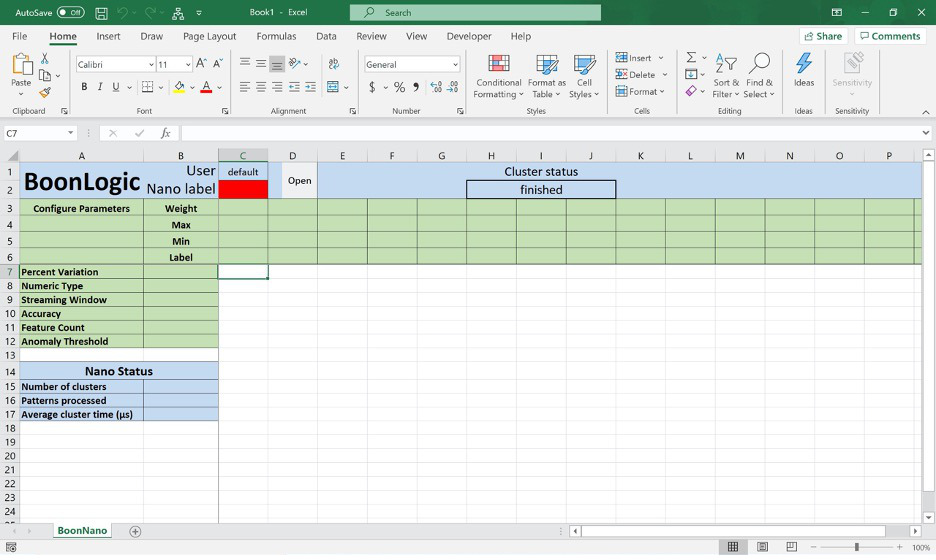 AutoSave Off Book1 - Excel Search
File Home Insert Draw Page Layout Formulas Data Review View Developer Help Share Comments
Paste Calibri 11 General Conditional Formatting Format as Table Cell Styles Insert Delete Format Sort & Filter Find & Select Ideas Sensitivity
Clipboard Font Alignment Number Styles Cells Editing Ideas Sensitivity
C7 fx
A B C D E F G H I J K L M N O P
1 BoonLogic User default Open Cluster status
2 Nano label finished
3 Configure Parameters Weight
4 Max
5 Min
6 Label
7 Percent Variation
8 Numeric Type
9 Streaming Window
10 Accuracy
11 Feature Count
12 Anomaly Threshold
13
14 Nano Status
15 Number of clusters
16 Patterns processed
17 Average cluster time (µs)
18
19
20
21
22
23
24
BoonNano
100%